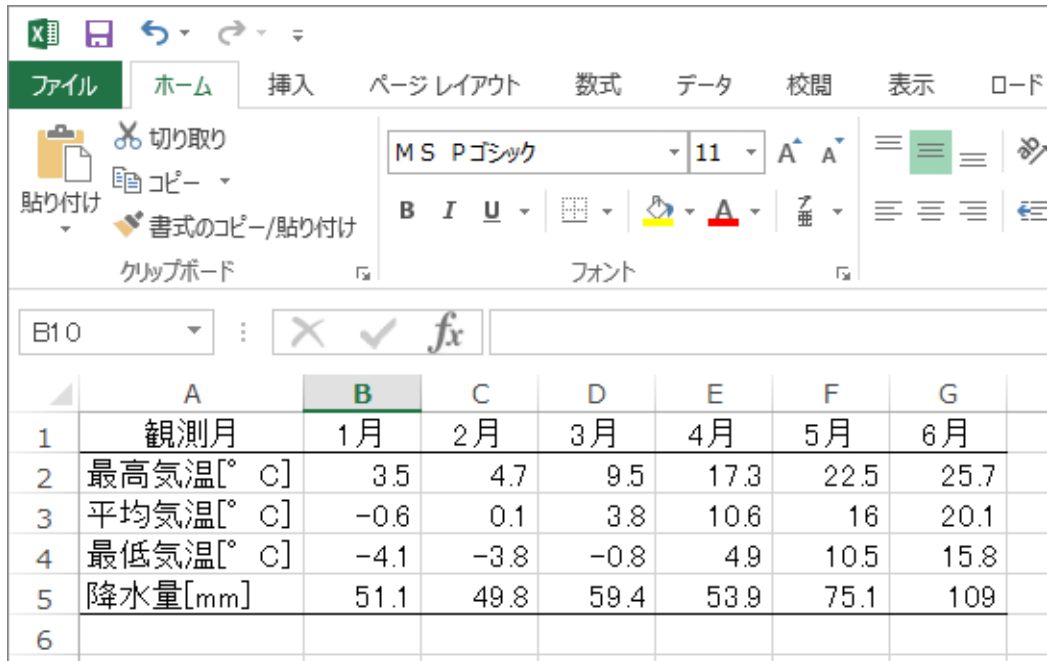 ファイル ホーム 挿入 ページ レイアウト 数式 データ 校閲 表示 ロード
貼り付け
切り取り
コピー
書式のコピー/貼り付け
クリップボード
ＭＳ Ｐゴシック 11 A A
B I U A ア亜
フォント
B10 fx
A B C D E F G
1 観測月 1月 2月 3月 4月 5月 6月
2 最高気温[° C] 3.5 4.7 9.5 17.3 22.5 25.7
3 平均気温[° C] -0.6 0.1 3.8 10.6 16 20.1
4 最低気温[° C] -4.1 -3.8 -0.8 4.9 10.5 15.8
5 降水量[mm] 51.1 49.8 59.4 53.9 75.1 109
6